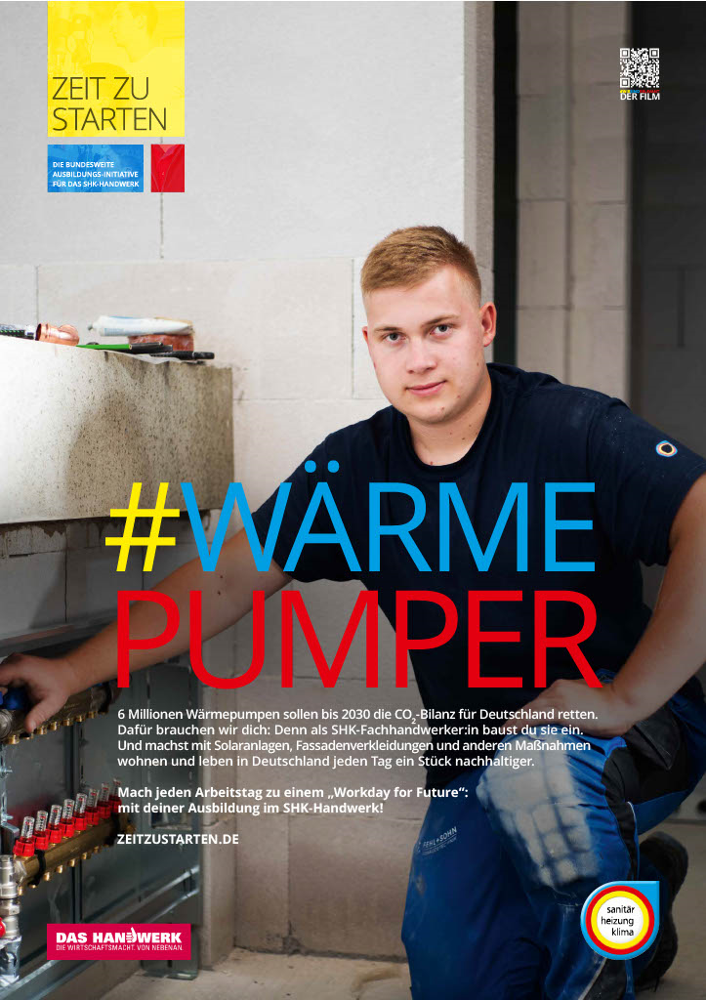 ZEIT ZU
STARTEN
DIE BUNDESWEITE
AUSBILDUNGS-INITIATIVE
FÜR DAS SHK-HANDWERK
DER FILM
#WÄRME
PUMPER
6 Millionen Wärmepumpen sollen bis 2030 die CO₂-Bilanz für Deutschland retten.
Dafür brauchen wir dich: Denn als SHK-Fachhandwerker:in baust du sie ein.
Und machst mit Solaranlagen, Fassadenverkleidungen und anderen Maßnahmen
wohnen und leben in Deutschland jeden Tag ein Stück nachhaltiger.
Mach jeden Arbeitstag zu einem „Workday for Future“:
mit deiner Ausbildung im SHK-Handwerk!
ZEITZUSTARTEN.DE
FEHL+SOHN
DAS HANDWERK
DIE WIRTSCHAFTSMACHT. VON NEBENAN.
sanitär
heizung
klima